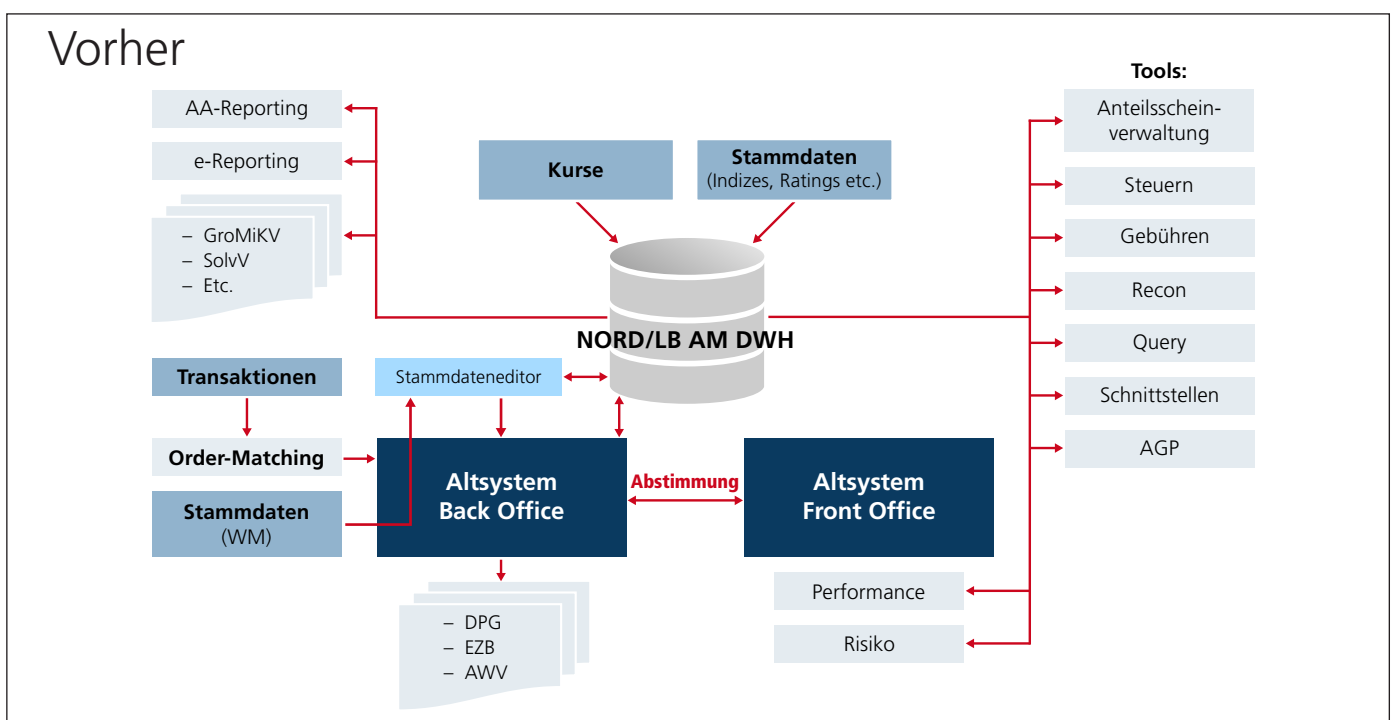 Vorher
Tools:
AA-Reporting
e-Reporting
– GroMiKV
– SolvV
– Etc.
Kurse
Stammdaten
(Indizes, Ratings etc.)
NORD/LB AM DWH
Anteilsschein-
verwaltung
Steuern
Gebühren
Recon
Query
Schnittstellen
AGP
Transaktionen
Stammdateneditor
Order-Matching
Stammdaten
(WM)
Altsystem
Back Office
Abstimmung
Altsystem
Front Office
– DPG
– EZB
– AWV
Performance
Risiko